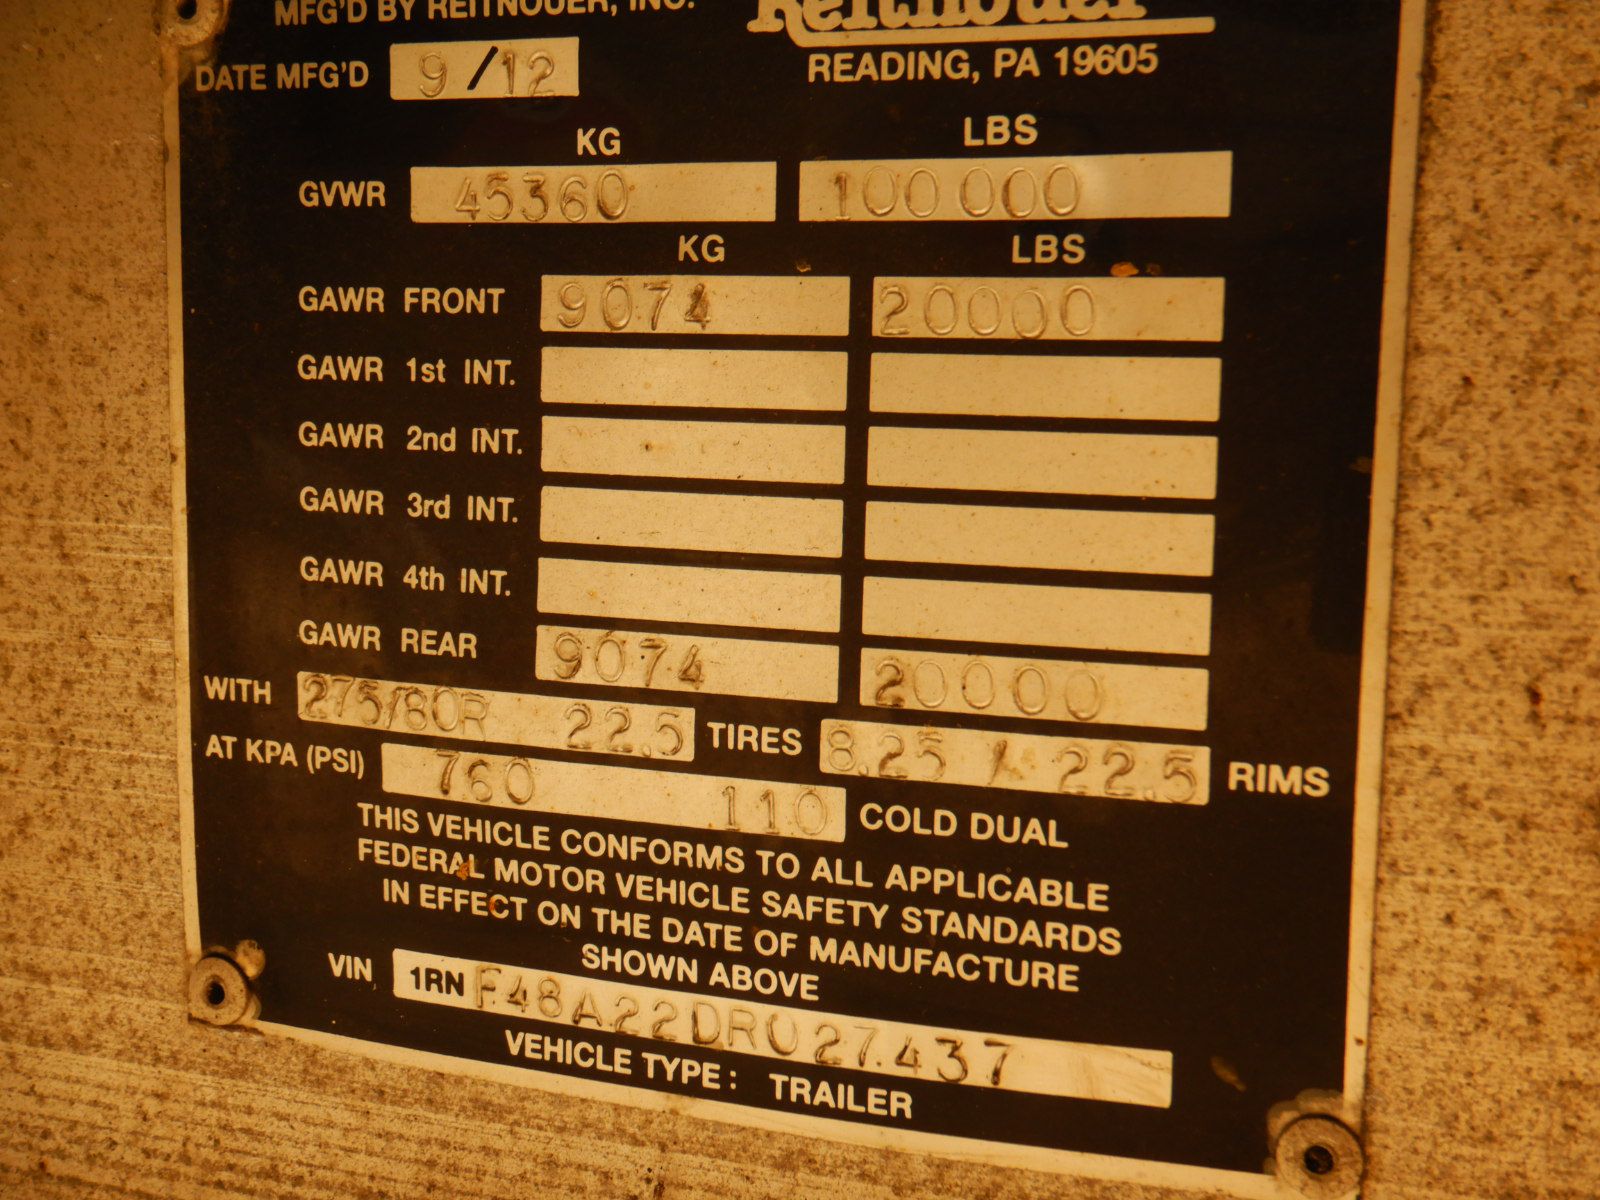 MFG'D BY REITNOUER, INC.
Reitnouer
READING, PA 19605
DATE MFG'D 9/12
KG LBS
GVWR 45360 100 000
KG LBS
GAWR FRONT 9074 20000
GAWR 1st INT.
GAWR 2nd INT.
GAWR 3rd INT.
GAWR 4th INT.
GAWR REAR 9074 20000
WITH 275/80R 22.5 TIRES 8.25 / 22.5 RIMS
AT KPA (PSI) 760 110 COLD DUAL
THIS VEHICLE CONFORMS TO ALL APPLICABLE
FEDERAL MOTOR VEHICLE SAFETY STANDARDS
IN EFFECT ON THE DATE OF MANUFACTURE
SHOWN ABOVE
VIN 1RNF48A22DR027437
VEHICLE TYPE: TRAILER